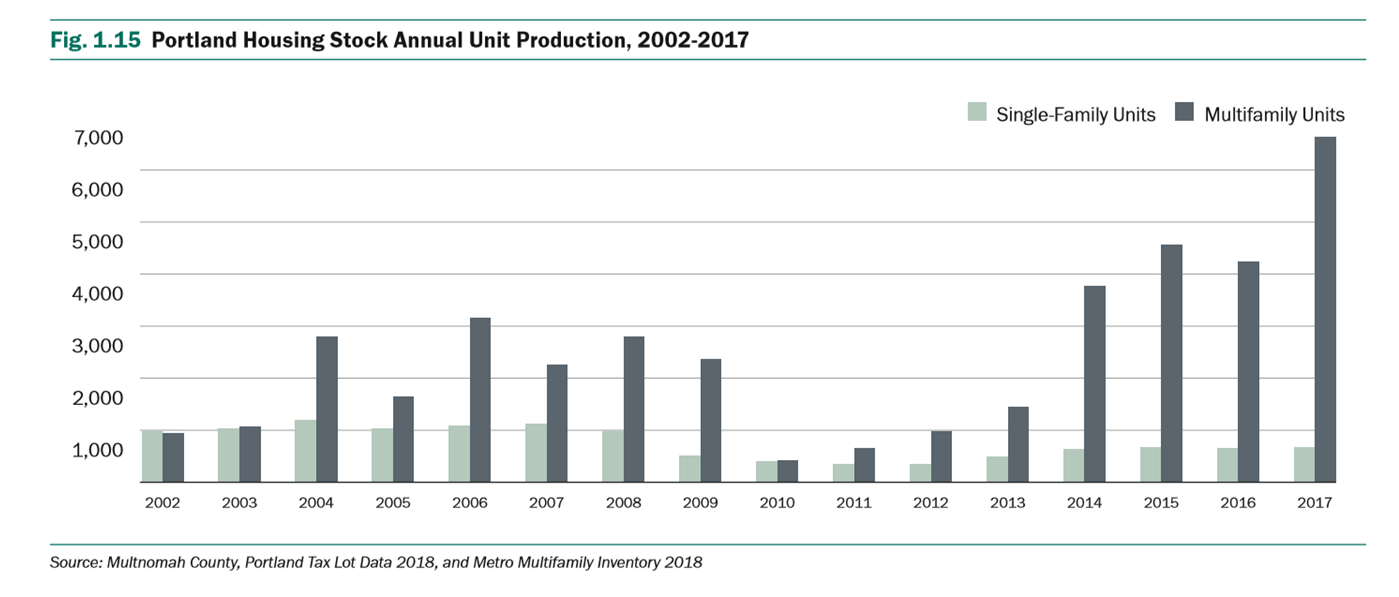 Fig. 1.15 Portland Housing Stock Annual Unit Production, 2002-2017
Single-Family Units Multifamily Units
7,000
6,000
5,000
4,000
3,000
2,000
1,000
2002 2003 2004 2005 2006 2007 2008 2009 2010 2011 2012 2013 2014 2015 2016 2017
Source: Multnomah County, Portland Tax Lot Data 2018, and Metro Multifamily Inventory 2018